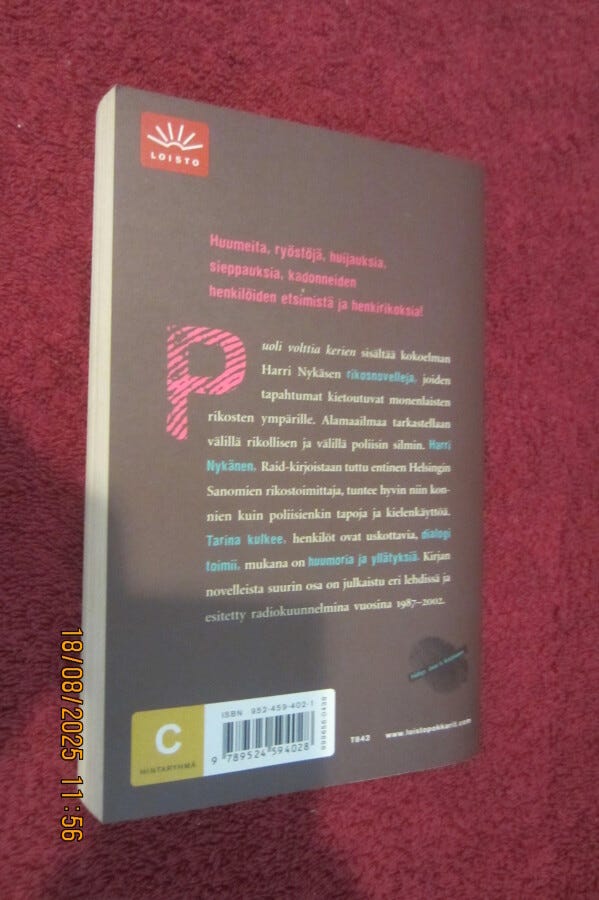 LOISTO
Huumeita, ryöstöjä, huijauksia,
sieppauksia, kadonneiden
henkilöiden etsimistä ja henkirikoksia!
Puoli volttia kerien sisältää kokoelman
Harri Nykäsen rikosnovelleja, joiden
tapahtumat kietoutuvat monenlaisten
rikosten ympärille. Alamaailmaa tarkastellaan
välillä rikollisen ja välillä poliisin silmin. Harri
Nykänen, Raid-kirjoistaan tuttu entinen Helsingin
Sanomien rikostoimittaja, tuntee hyvin niin kon-
nien kuin poliisienkin tapoja ja kielenkäyttöä.
Tarina kulkee, henkilöt ovat uskottavia, dialogi
toimii, mukana on huumoria ja yllätyksiä. Kirjan
novelleista suurin osa on julkaistu eri lehdissä ja
esitetty radiokuunnelmina vuosina 1987–2002.
C
HINTARYHMÄ
ISBN 952-459-402-1
9 789524 594028
T843 www.loistopokkarit.com
18/08/2025 11:56